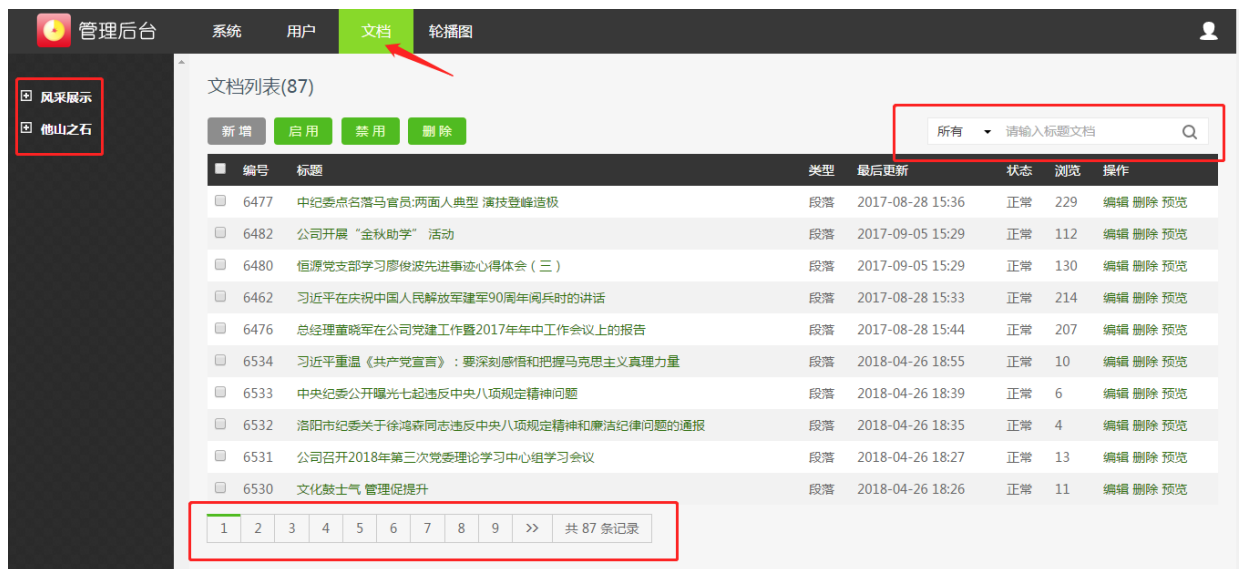 管理后台 系统 用户 文档 轮播图
风采展示
他山之石
文档列表(87)
新增 启用 禁用 删除 所有 请输入标题文档
编号 标题 类型 最后更新 状态 浏览 操作
6477 中纪委点名落马官员:两面人典型 演技登峰造极 段落 2017-08-28 15:36 正常 229 编辑 删除 预览
6482 公司开展“金秋助学” 活动 段落 2017-09-05 15:29 正常 112 编辑 删除 预览
6480 恒源党支部学习廖俊波先进事迹心得体会（三） 段落 2017-09-05 15:29 正常 130 编辑 删除 预览
6462 习近平在庆祝中国人民解放军建军90周年阅兵时的讲话 段落 2017-08-28 15:33 正常 214 编辑 删除 预览
6476 总经理董晓军在公司党建工作暨2017年年中工作会议上的报告 段落 2017-08-28 15:44 正常 207 编辑 删除 预览
6534 习近平重温《共产党宣言》：要深刻感悟和把握马克思主义真理力量 段落 2018-04-26 18:55 正常 10 编辑 删除 预览
6533 中央纪委公开曝光七起违反中央八项规定精神问题 段落 2018-04-26 18:39 正常 6 编辑 删除 预览
6532 洛阳市纪委关于徐鸿森同志违反中央八项规定精神和廉洁纪律问题的通报 段落 2018-04-26 18:35 正常 4 编辑 删除 预览
6531 公司召开2018年第三次党委理论学习中心组学习会议 段落 2018-04-26 18:27 正常 13 编辑 删除 预览
6530 文化鼓士气 管理促提升 段落 2018-04-26 18:26 正常 11 编辑 删除 预览
1 2 3 4 5 6 7 8 9 >> 共 87 条记录